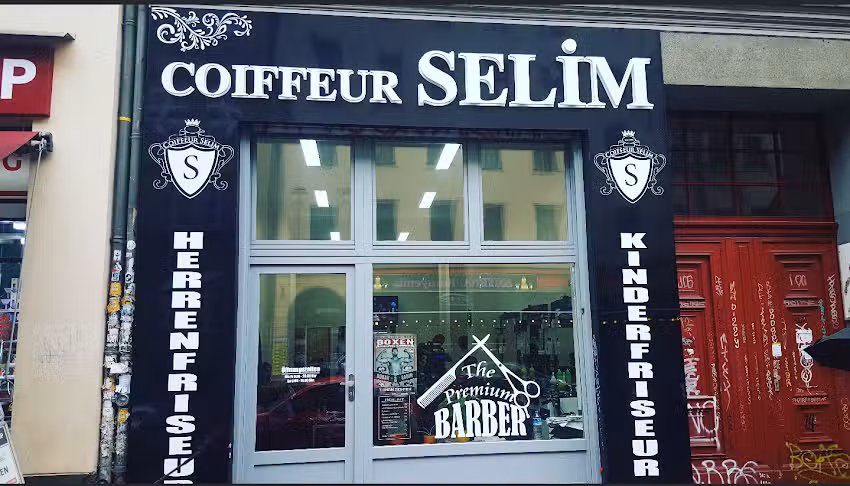 COIFFEUR SELİM
P
G
COIFFEUR SELIM
S
COIFFEUR SELIM
S
HERRENFRISEUR
KINDERFRISEUR
BOXEN
The
Premium
BARBER